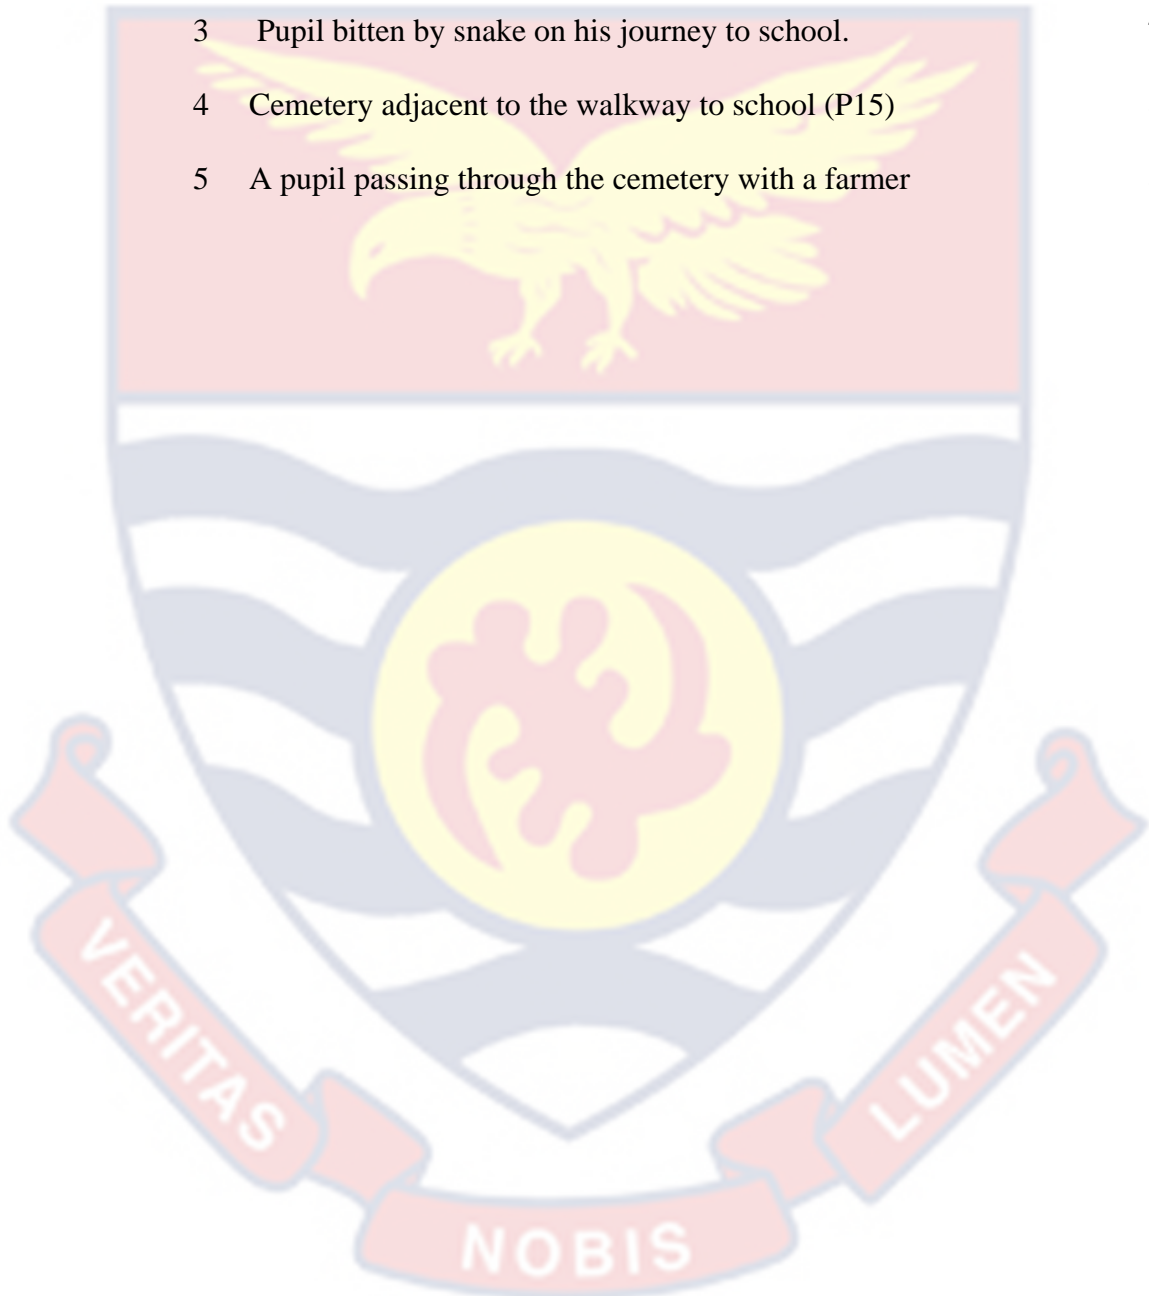 3 Pupil bitten by snake on his journey to school.
4 Cemetery adjacent to the walkway to school (P15)
5 A pupil passing through the cemetery with a farmer
VERITAS
NOBIS
LUMEN